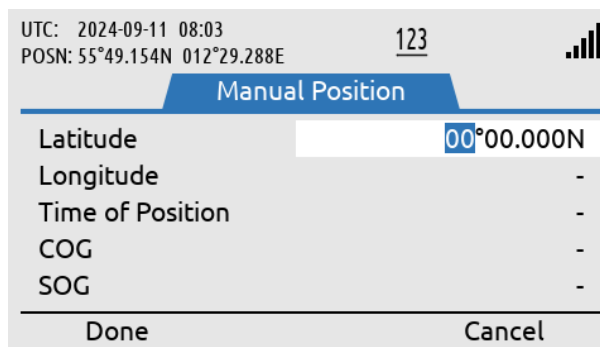 UTC: 2024-09-11 08:03
POSN: 55°49.154N 012°29.288E
123
Manual Position
Latitude 00°00.000N
Longitude -
Time of Position -
COG -
SOG -
Done Cancel